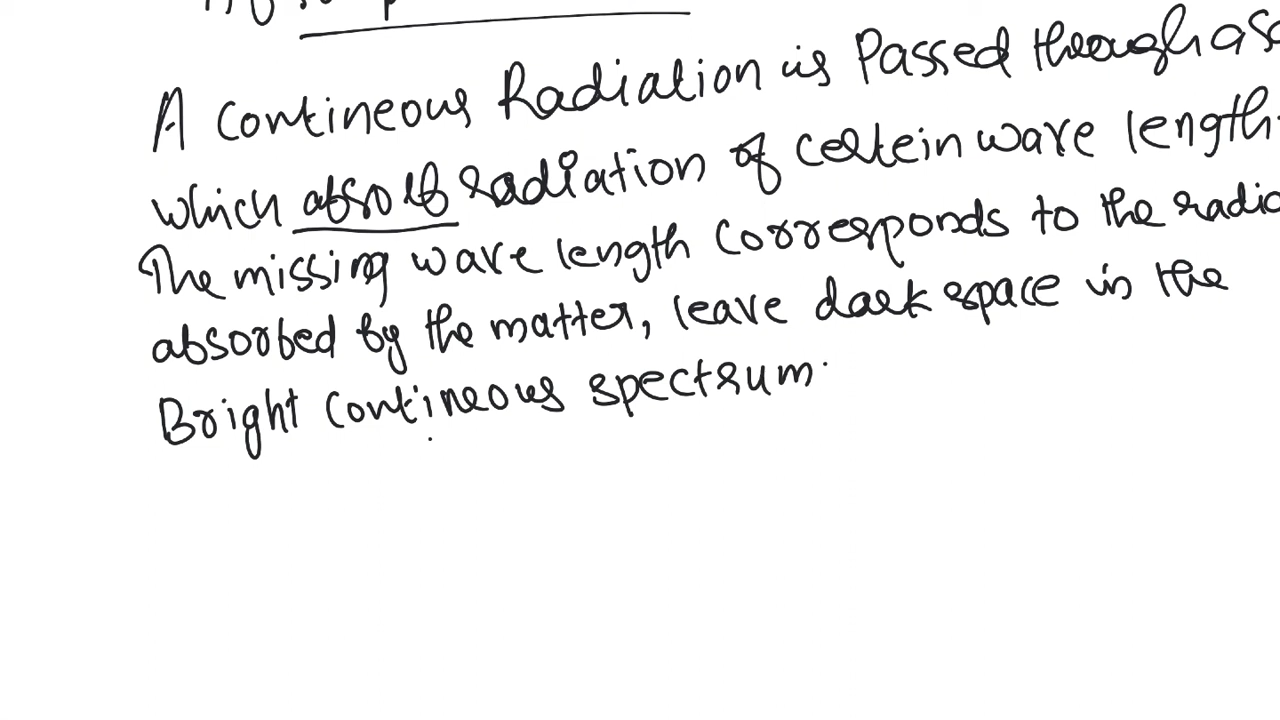 A Contineous Radiation is Passed through a
which absorb radiation of certein wave length.
The missing wave length corresponds to the
absorbed by the matter, leave dark space in the
Bright Contineous spectrum.